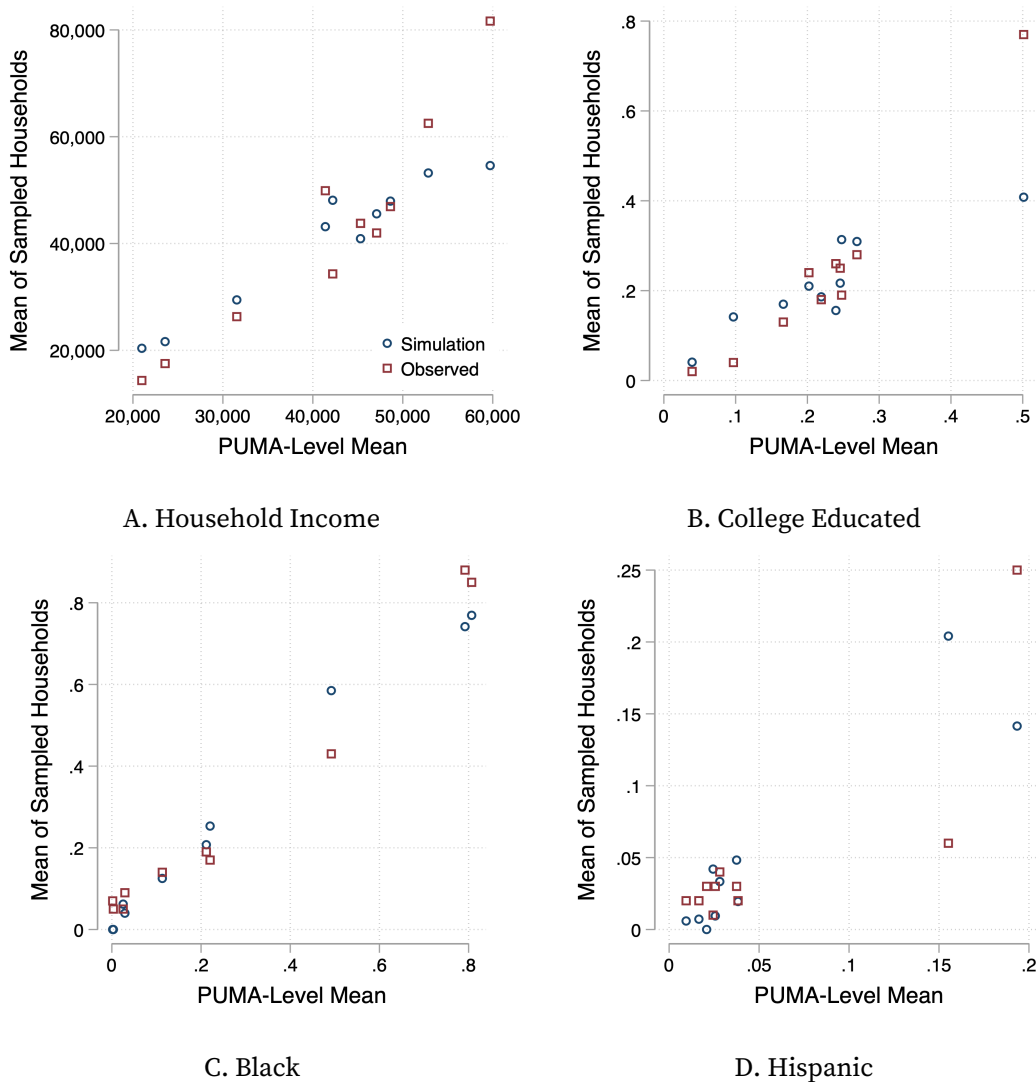 Mean of Sampled Households
80,000
60,000
40,000
20,000
Simulation
Observed
20,000 30,000 40,000 50,000 60,000
PUMA-Level Mean
A. Household Income
Mean of Sampled Households
.8
.6
.4
.2
0
0 .1 .2 .3 .4 .5
PUMA-Level Mean
B. College Educated
Mean of Sampled Households
.8
.6
.4
.2
0
0 .2 .4 .6 .8
PUMA-Level Mean
C. Black
Mean of Sampled Households
.25
.2
.15
.1
.05
0
0 .05 .1 .15 .2
PUMA-Level Mean
D. Hispanic